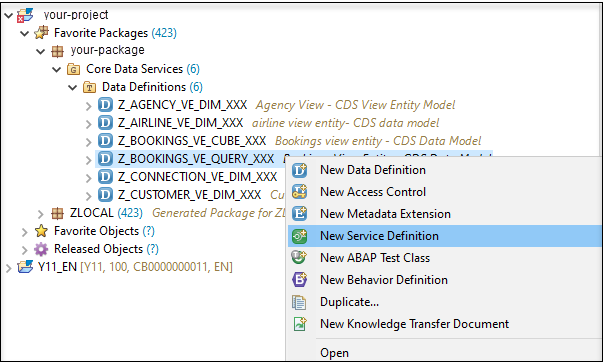 your-project
Favorite Packages (423)
your-package
Core Data Services (6)
Data Definitions (6)
Z_AGENCY_VE_DIM_XXX Agency View - CDS View Entity Model
Z_AIRLINE_VE_DIM_XXX airline view entity- CDS data model
Z_BOOKINGS_VE_CUBE_XXX Bookings view entity - CDS Data Model
Z_BOOKINGS_VE_QUERY_XXX
Z_CONNECTION_VE_DIM_XXX
Z_CUSTOMER_VE_DIM_XXX Cu
ZLOCAL (423) Generated Package for ZL
Favorite Objects (?)
Released Objects (?)
Y11_EN [Y11, 100, CB0000000011, EN]
New Data Definition
New Access Control
New Metadata Extension
New Service Definition
New ABAP Test Class
New Behavior Definition
Duplicate...
New Knowledge Transfer Document
Open